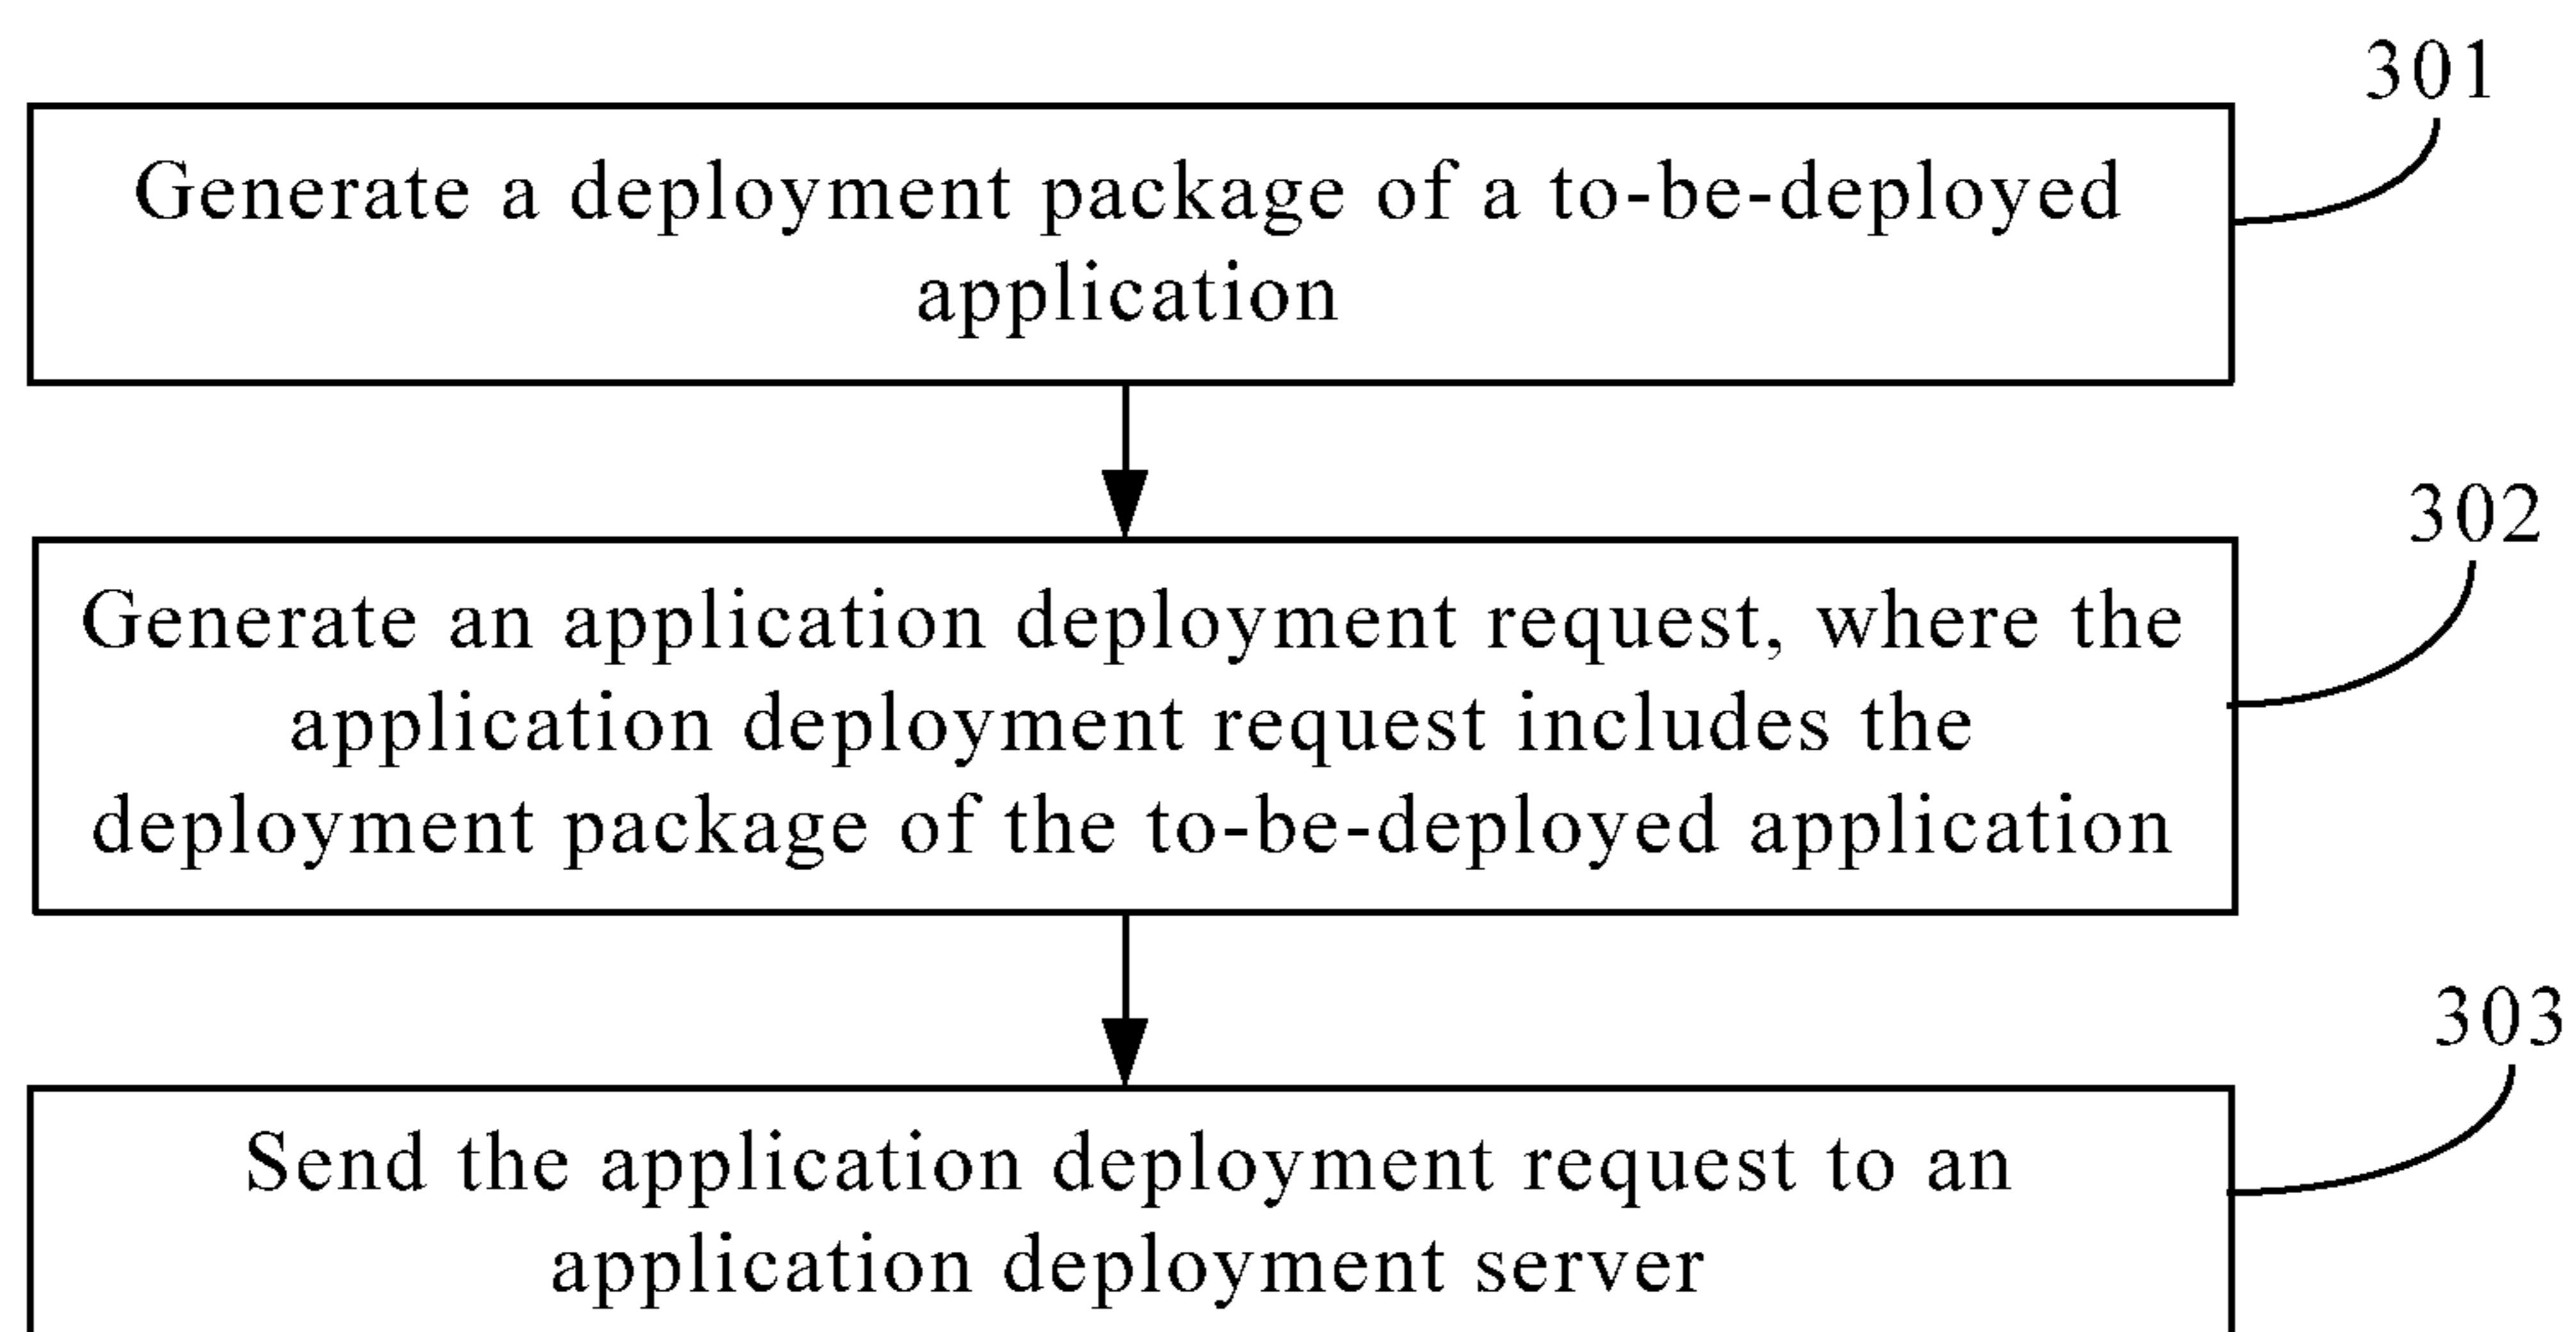 301
Generate a deployment package of a to-be-deployed
application
302
Generate an application deployment request, where the
application deployment request includes the
deployment package of the to-be-deployed application
303
Send the application deployment request to an
application deployment server